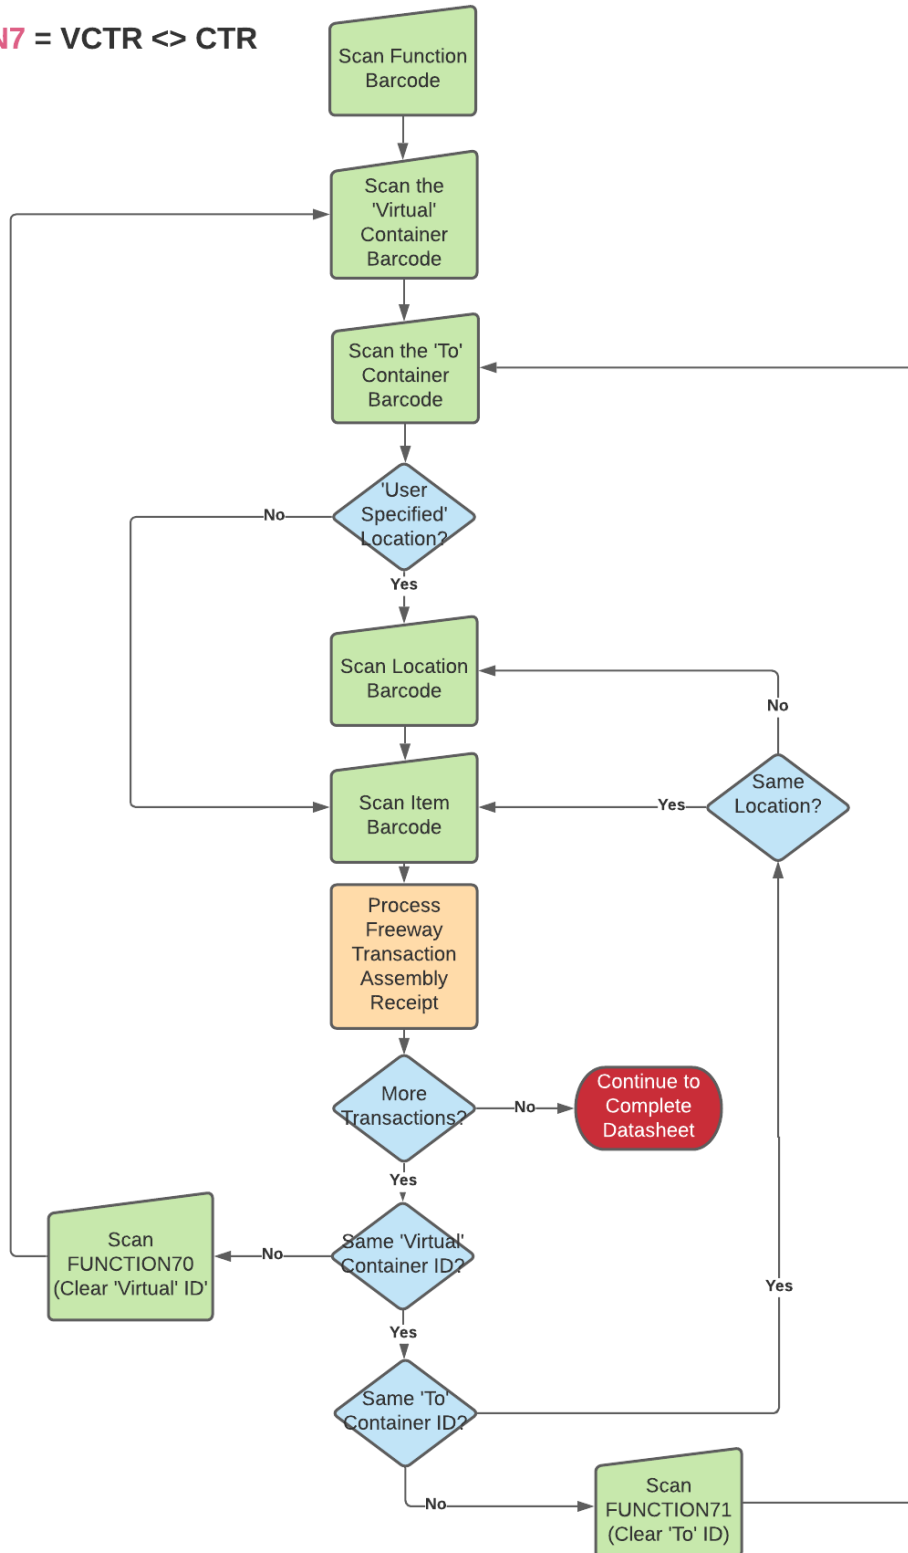 N7 = VCTR <> CTR
Scan Function
Barcode
Scan the
'Virtual'
Container
Barcode
Scan the 'To'
Container
Barcode
'User
Specified'
Location?
No
Yes
Scan Location
Barcode
No
Same
Location?
Yes
Scan Item
Barcode
Process
Freeway
Transaction
Assembly
Receipt
More
Transactions?
No
Continue to
Complete
Datasheet
Yes
Same 'Virtual'
Container ID?
No
Scan
FUNCTION70
(Clear 'Virtual' ID'
Yes
Yes
Same 'To'
Container ID?
No
Scan
FUNCTION71
(Clear 'To' ID)